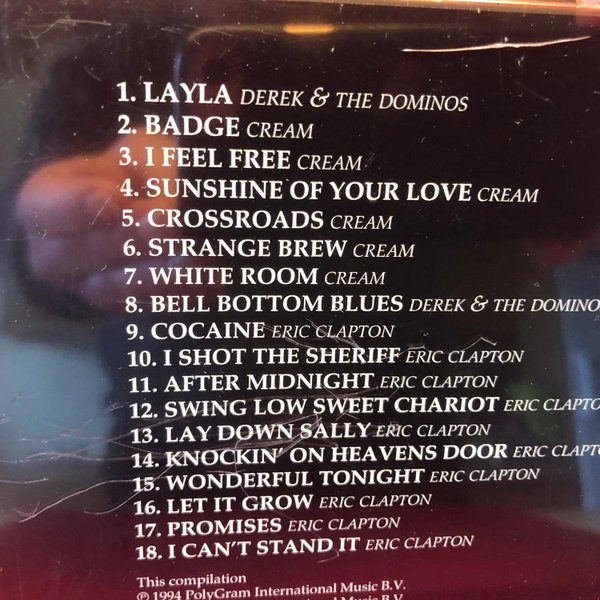 1. LAYLA DEREK & THE DOMINOS
2. BADGE CREAM
3. I FEEL FREE CREAM
4. SUNSHINE OF YOUR LOVE CREAM
5. CROSSROADS CREAM
6. STRANGE BREW CREAM
7. WHITE ROOM CREAM
8. BELL BOTTOM BLUES DEREK & THE DOMINO
9. COCAINE ERIC CLAPTON
10. I SHOT THE SHERIFF ERIC CLAPTON
11. AFTER MIDNIGHT ERIC CLAPTON
12. SWING LOW SWEET CHARIOT ERIC CLAPTO
13. LAY DOWN SALLY ERIC CLAPTON
14. KNOCKIN' ON HEAVENS DOOR ERIC CLAPTO
15. WONDERFUL TONIGHT ERIC CLAPTON
16. LET IT GROW ERIC CLAPTON
17. PROMISES ERIC CLAPTON
18. I CAN'T STAND IT ERIC CLAPTON
This compilation
℗ 1994 PolyGram International Music B.V.
International Music B.V.